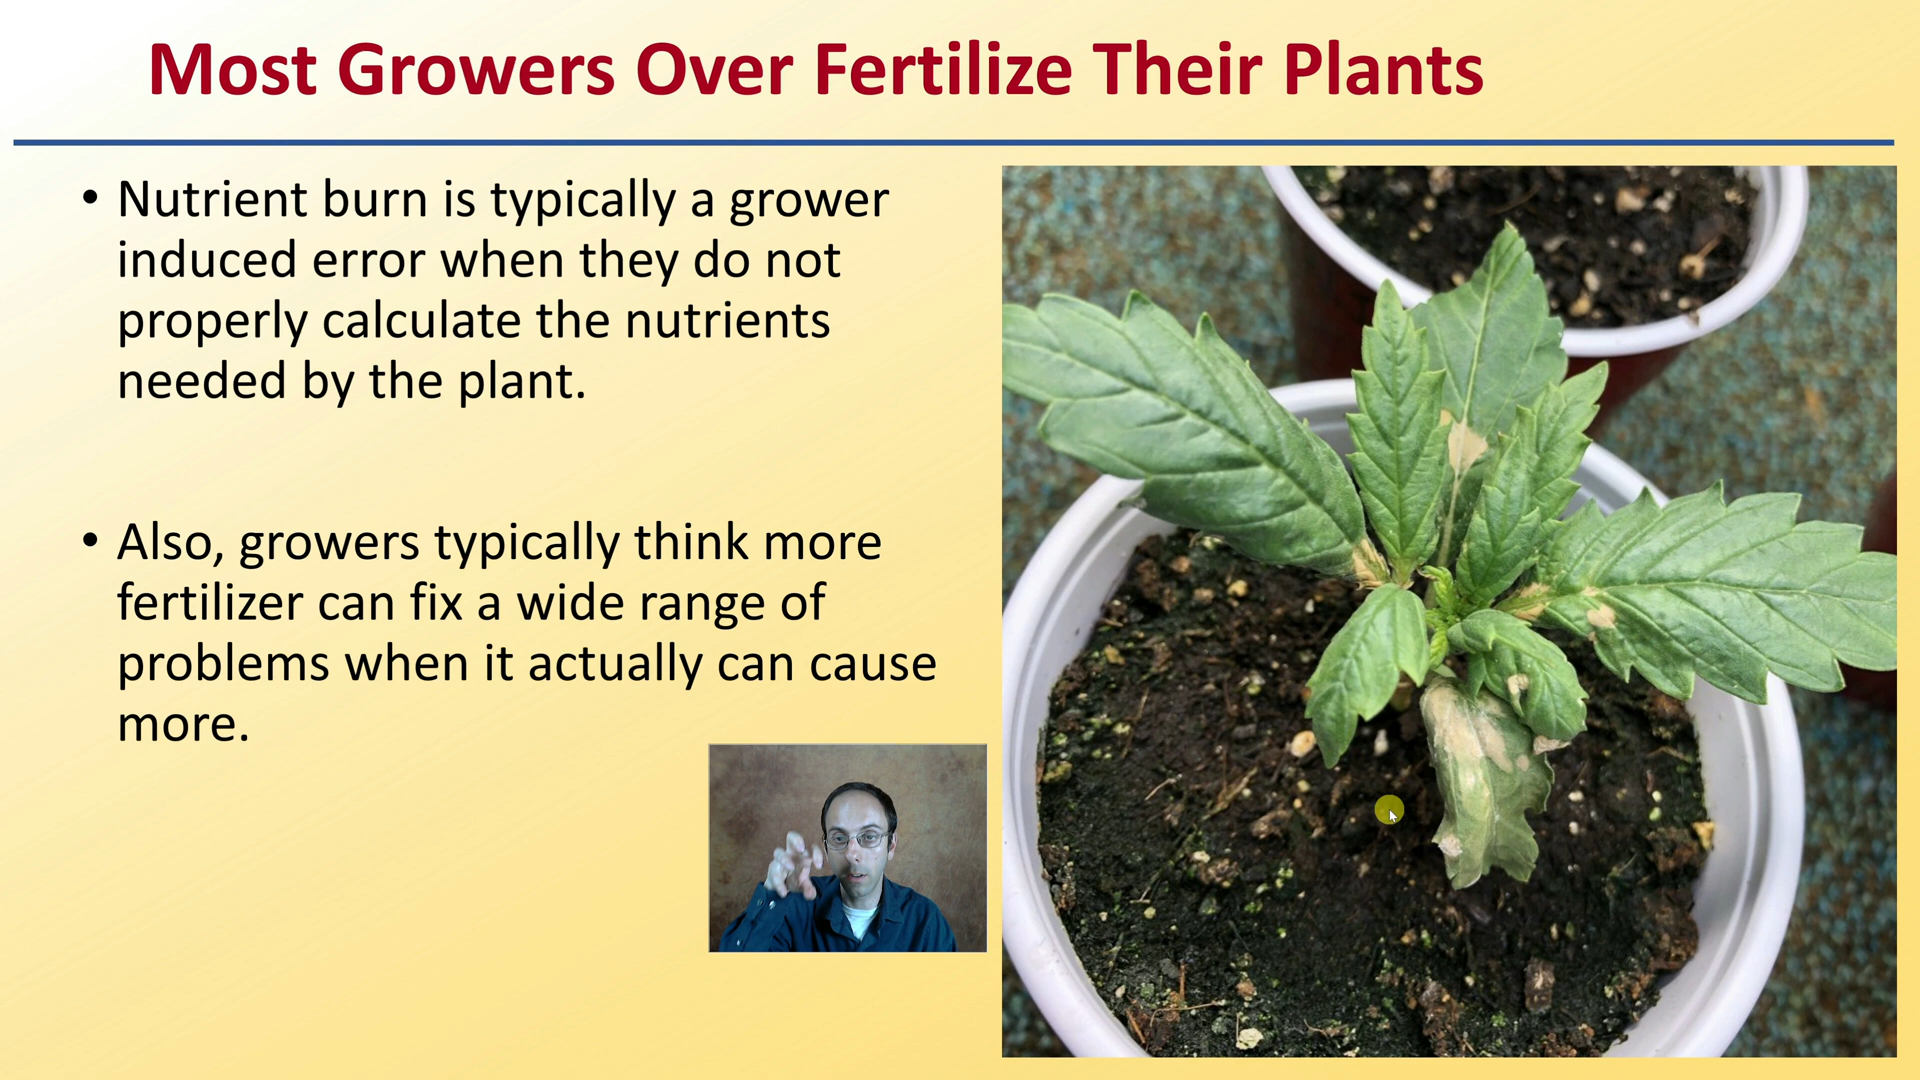 Most Growers Over Fertilize Their Plants
• Nutrient burn is typically a grower
induced error when they do not
properly calculate the nutrients
needed by the plant.
• Also, growers typically think more
fertilizer can fix a wide range of
problems when it actually can cause
more.